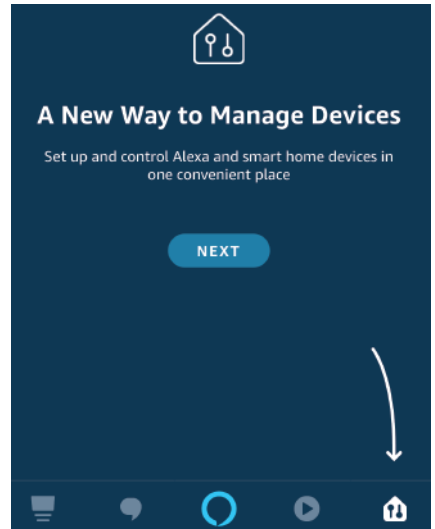 A New Way to Manage Devices
Set up and control Alexa and smart home devices in
one convenient place
NEXT